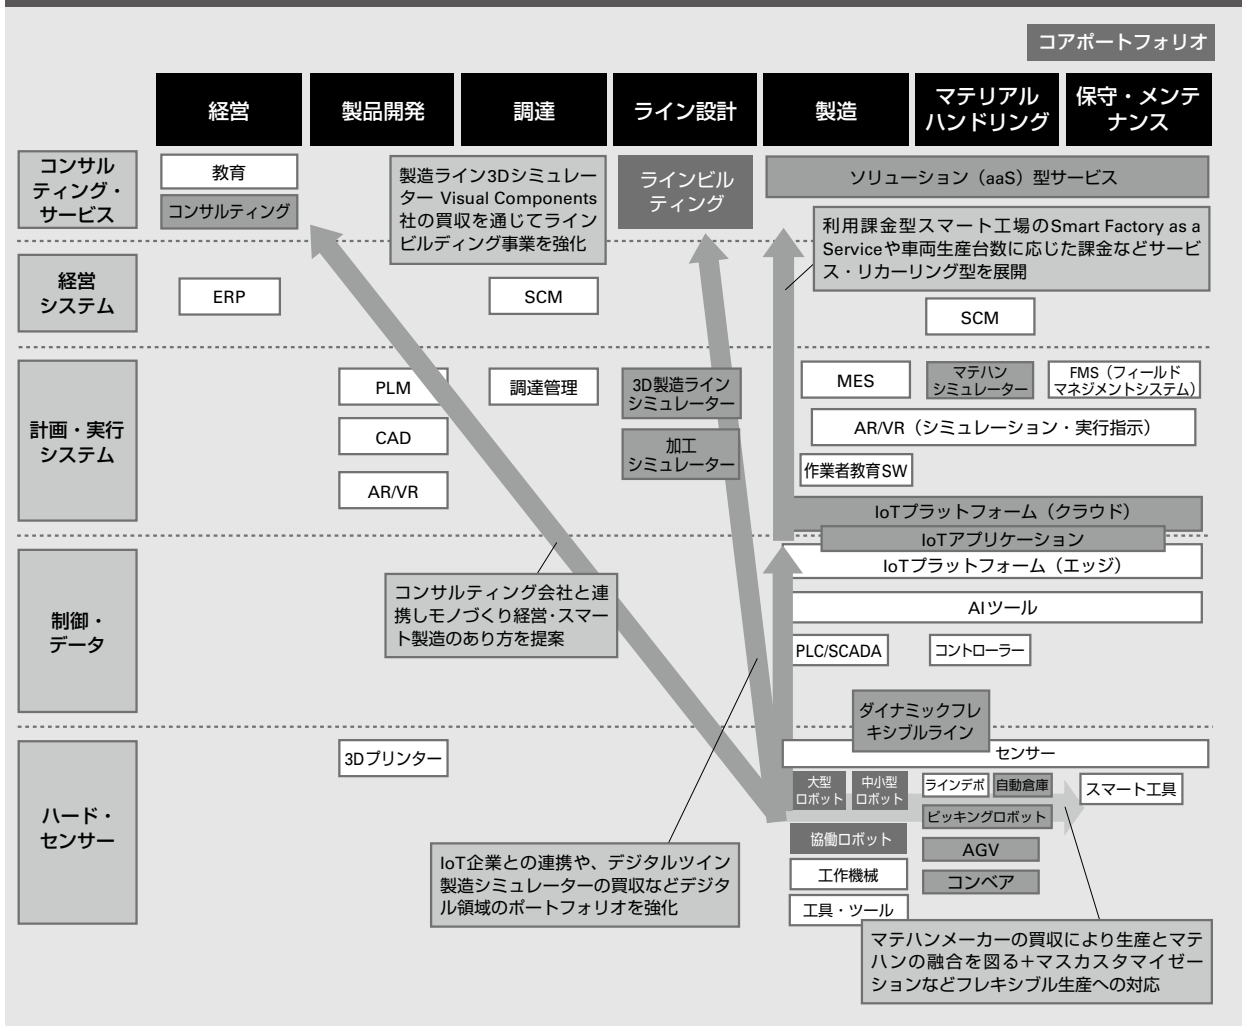 コアポートフォリオ
経営
製品開発
調達
ライン設計
製造
マテリアル
ハンドリング
保守・メンテ
ナンス
コンサル
ティング・
サービス
教育
コンサルティング
製造ライン3Dシミュレー
ター Visual Components
社の買収を通じてライン
ビルディング事業を強化
ラインビル
ティング
ソリューション（aaS）型サービス
利用課金型スマート工場のSmart Factory as a
Serviceや車両生産台数に応じた課金などサービ
ス・リカーリング型を展開
経営
システム
ERP
SCM
SCM
計画・実行
システム
PLM
CAD
AR/VR
調達管理
3D製造ライン
シミュレーター
加工
シミュレーター
MES
マテハン
シミュレーター
FMS（フィールド
マネジメントシステム）
AR/VR（シミュレーション・実行指示）
作業者教育SW
IoTプラットフォーム（クラウド）
IoTアプリケーション
IoTプラットフォーム（エッジ）
制御・
データ
コンサルティング会社と連
携しモノづくり経営・スマー
ト製造のあり方を提案
AIツール
PLC/SCADA
コントローラー
ダイナミックフレ
キシブルライン
ハード・
センサー
3Dプリンター
センサー
大型
ロボット
中小型
ロボット
ラインデポ
自動倉庫
スマート工具
ピッキングロボット
協働ロボット
AGV
工作機械
コンベア
工具・ツール
IoT企業との連携や、デジタルツイン
製造シミュレーターの買収などデジタ
ル領域のポートフォリオを強化
マテハンメーカーの買収により生産とマテ
ハンの融合を図る＋マスカスタマイゼー
ションなどフレキシブル生産への対応